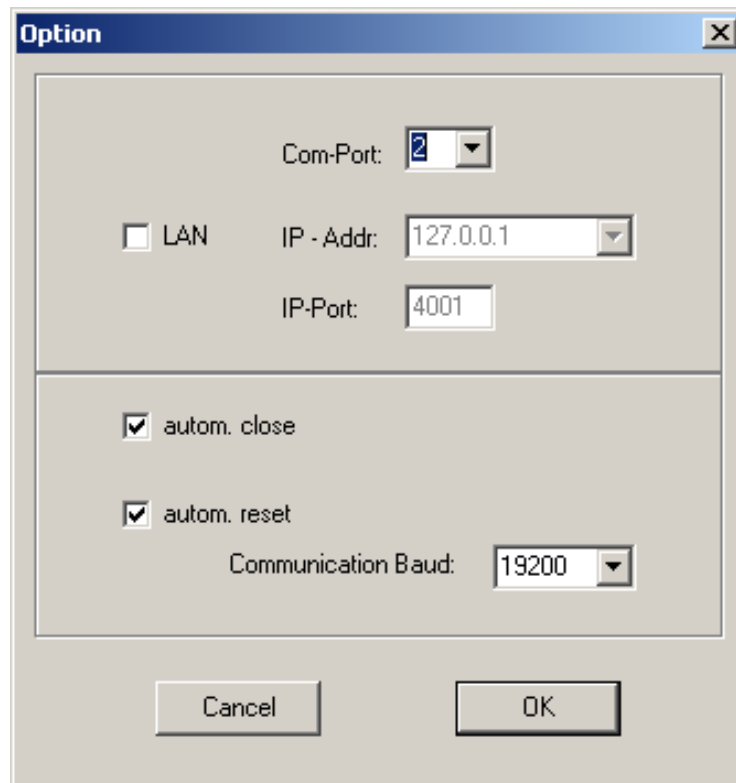 Option
Com-Port: 2
LAN IP - Addr: 127.0.0.1
IP-Port: 4001
autom. close
autom. reset
Communication Baud: 19200
Cancel OK